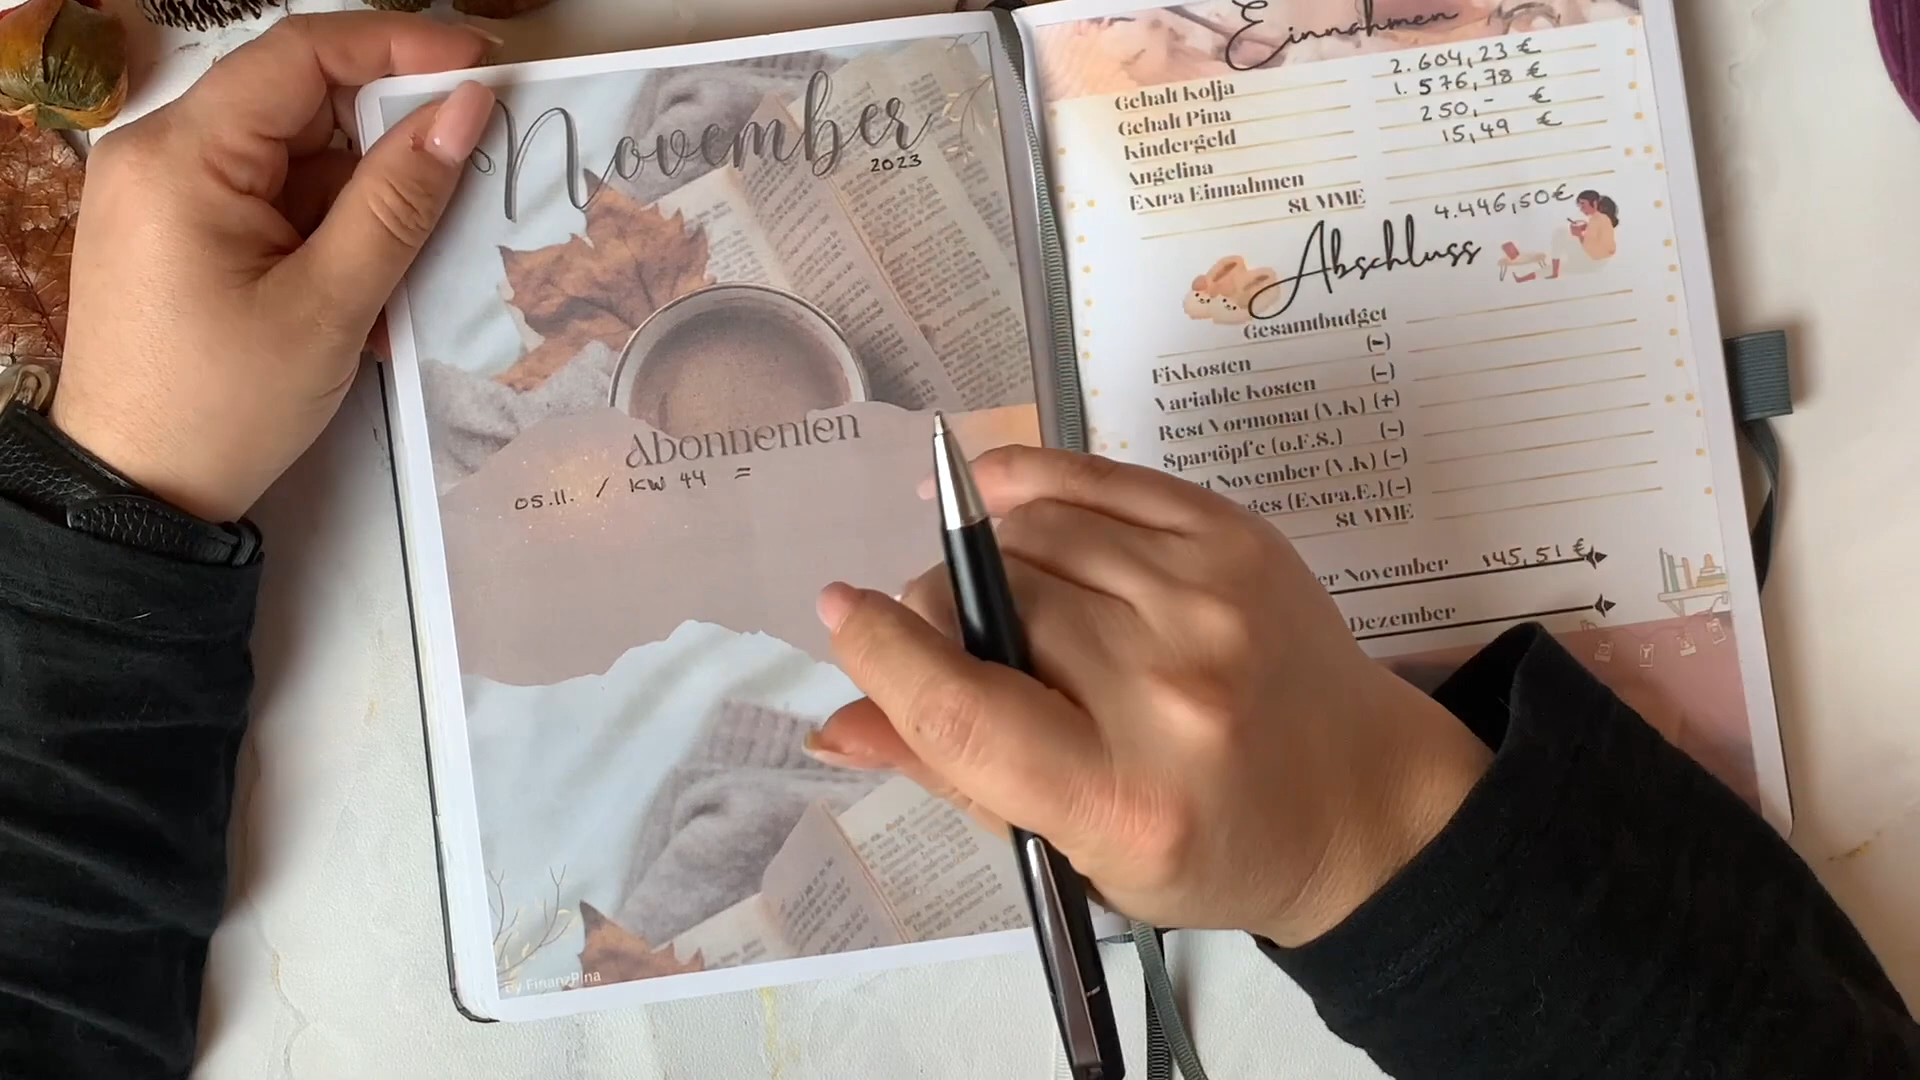 November
2023
Abonnenten
05.11. / KW 44 =
By FinanzPina
Einnahmen
Gehalt Kolja 2.604,23 €
Gehalt Pina 1.576,78 €
Kindergeld 250,- €
Angelina 15,49 €
Extra Einnahmen
SUMME 4.446,50€
Abschluss
Gesamtbudget
Fixkosten (-)
Variable Kosten (-)
Rest Vormonat (V.K) (+)
Spartöpfe (o.F.S.) (-)
November (V.K) (-)
(Extra.E.) (-)
SUMME
November 145,51 €
Dezember